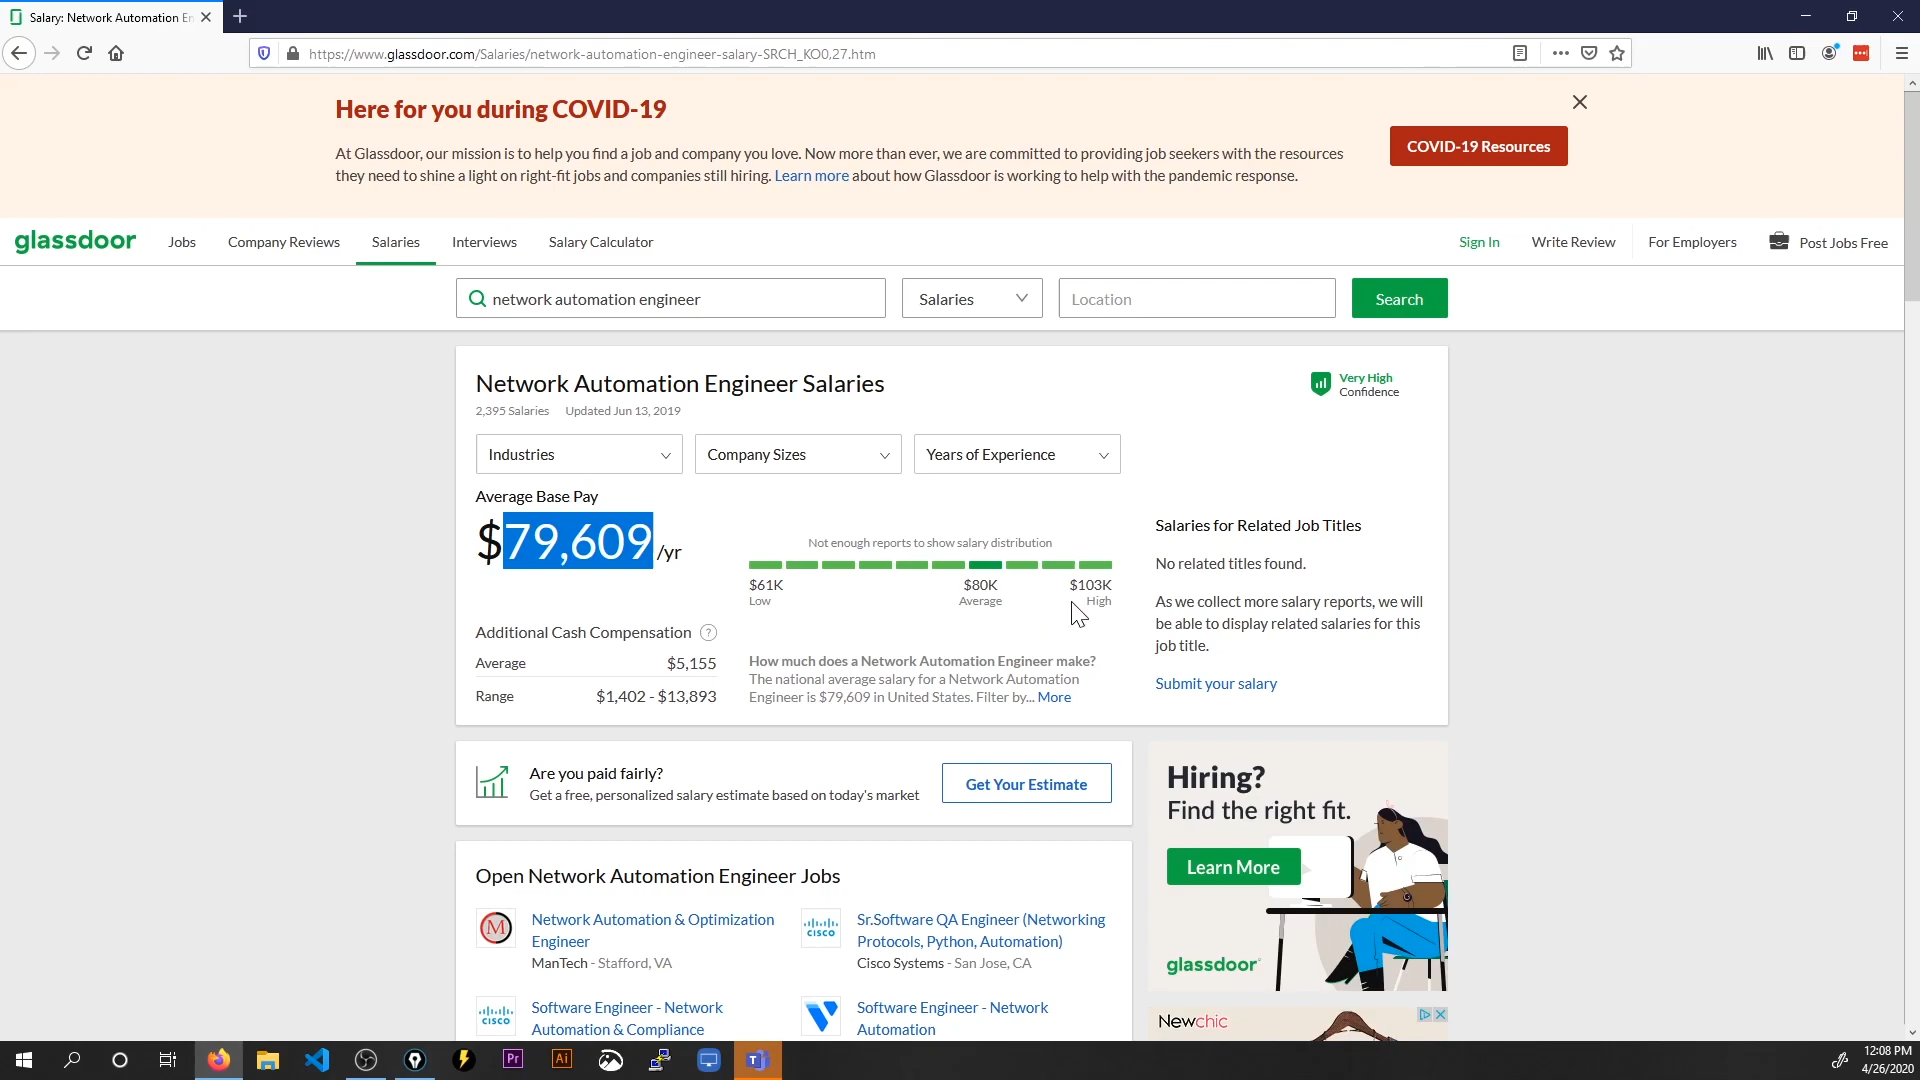 Salary: Network Automation En
https://www.glassdoor.com/Salaries/network-automation-engineer-salary-SRCH_KO0,27.htm
Here for you during COVID-19
At Glassdoor, our mission is to help you find a job and company you love. Now more than ever, we are committed to providing job seekers with the resources
they need to shine a light on right-fit jobs and companies still hiring. Learn more about how Glassdoor is working to help with the pandemic response.
COVID-19 Resources
glassdoor Jobs Company Reviews Salaries Interviews Salary Calculator Sign In Write Review For Employers Post Jobs Free
network automation engineer Salaries Location Search
Network Automation Engineer Salaries
2,395 Salaries Updated Jun 13, 2019
Very High
Confidence
Industries Company Sizes Years of Experience
Average Base Pay
$79,609 /yr
Not enough reports to show salary distribution
$61K $80K $103K
Low Average High
Additional Cash Compensation ?
Average $5,155
Range $1,402 - $13,893
How much does a Network Automation Engineer make?
The national average salary for a Network Automation
Engineer is $79,609 in United States. Filter by... More
Salaries for Related Job Titles
No related titles found.
As we collect more salary reports, we will
be able to display related salaries for this
job title.
Submit your salary
Are you paid fairly?
Get a free, personalized salary estimate based on today's market
Get Your Estimate
Hiring?
Find the right fit.
Learn More
glassdoor
Open Network Automation Engineer Jobs
M
Network Automation & Optimization
Engineer
ManTech - Stafford, VA
CISCO
Sr.Software QA Engineer (Networking
Protocols, Python, Automation)
Cisco Systems - San Jose, CA
CISCO
Software Engineer - Network
Automation & Compliance
Software Engineer - Network
Automation
Newchic
Pr
Ai
T
12:08 PM
4/26/2020